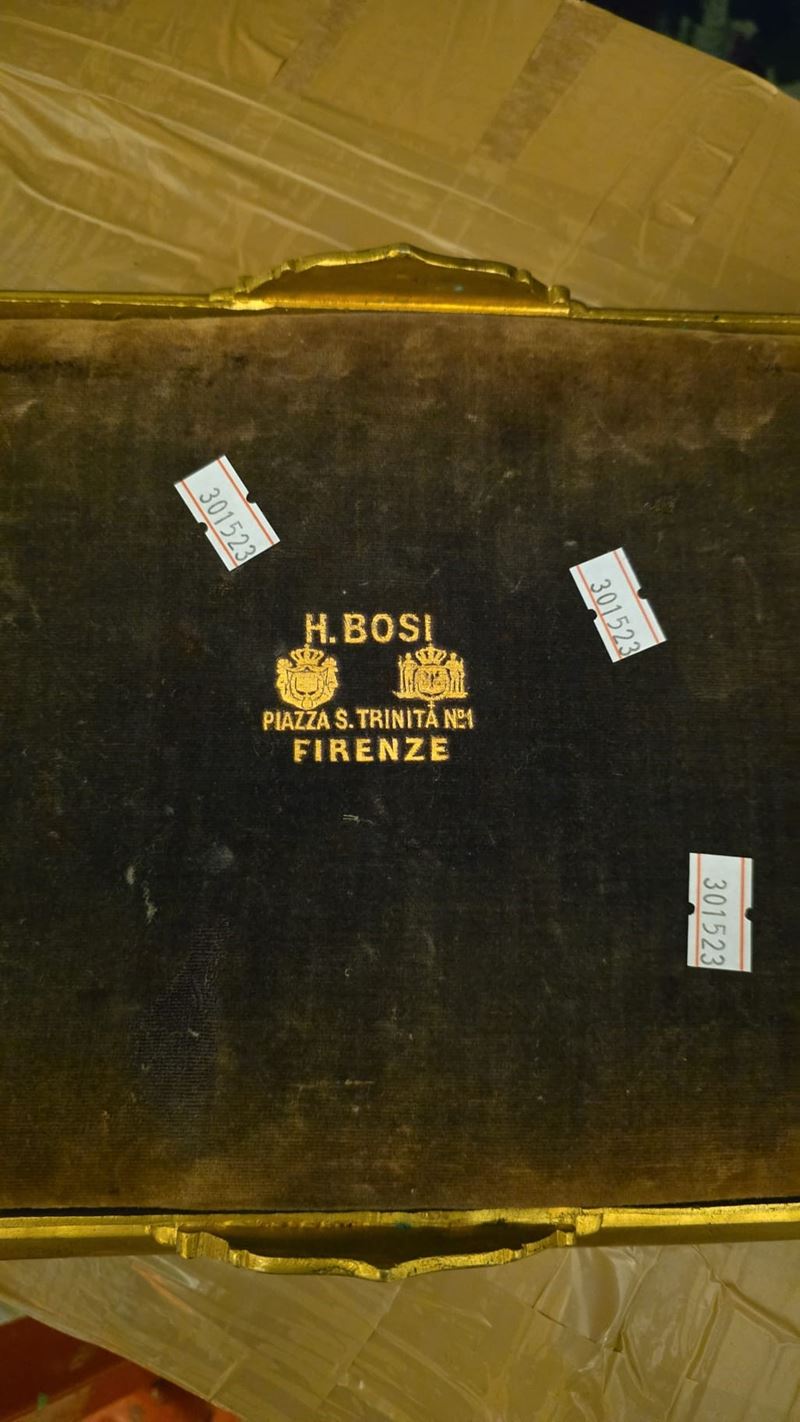 301523
301523
H. BOSI
PIAZZA S. TRINITÀ Nº1
FIRENZE
301523